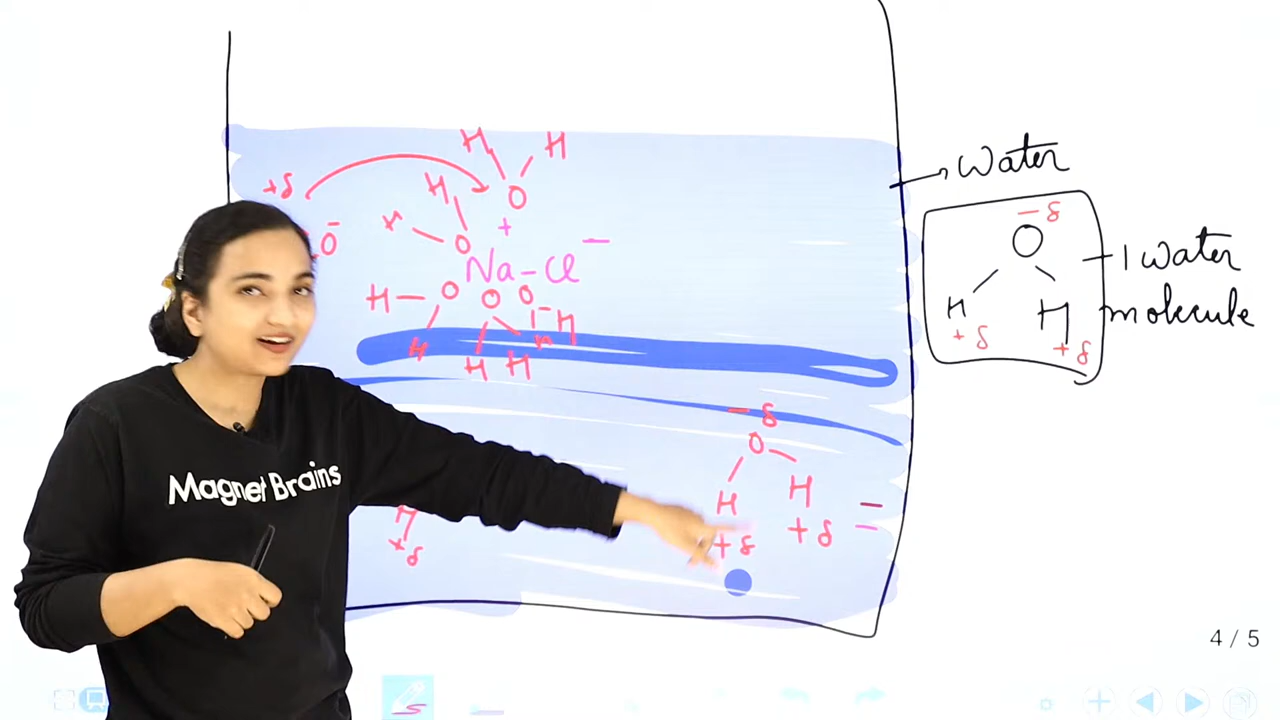 H H
+δ H O
H O +
O⁻ Na-Cl⁻
H O O O
H H H H H
Water
-δ
O
H H
+δ +δ
1 Water
molecule
-δ
O
H H
+δ +δ
H
+δ
Magnet Brains
4 / 5